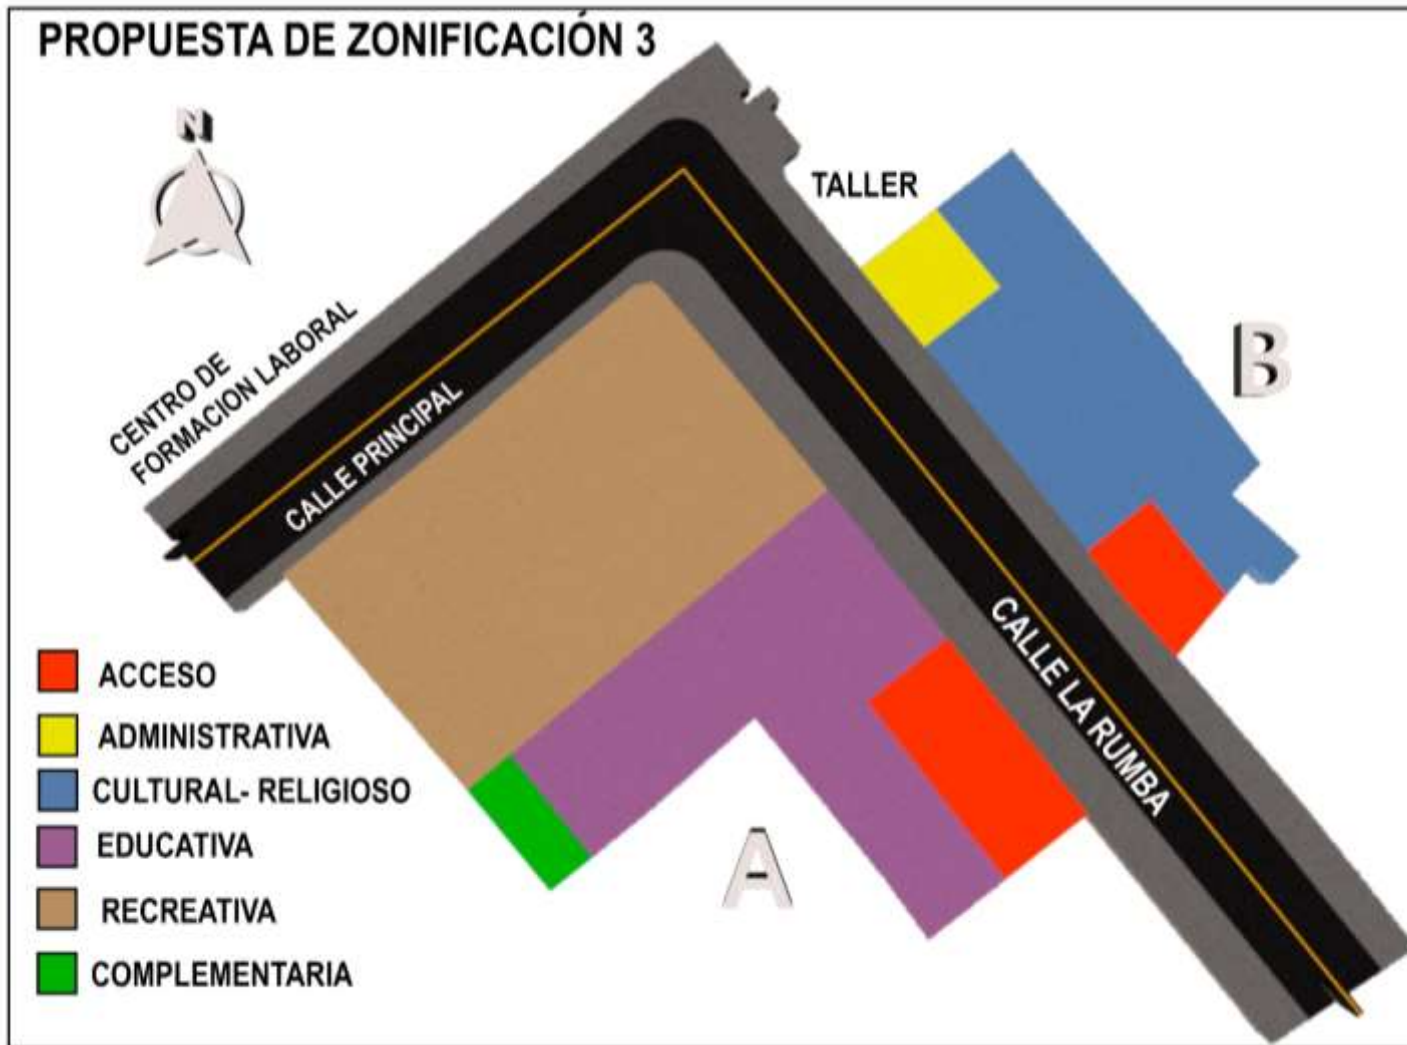 PROPUESTA DE ZONIFICACIÓN 3
N
TALLER
CENTRO DE
FORMACION LABORAL
CALLE PRINCIPAL
B
CALLE LA RUMBA
A
ACCESO
ADMINISTRATIVA
CULTURAL- RELIGIOSO
EDUCATIVA
RECREATIVA
COMPLEMENTARIA